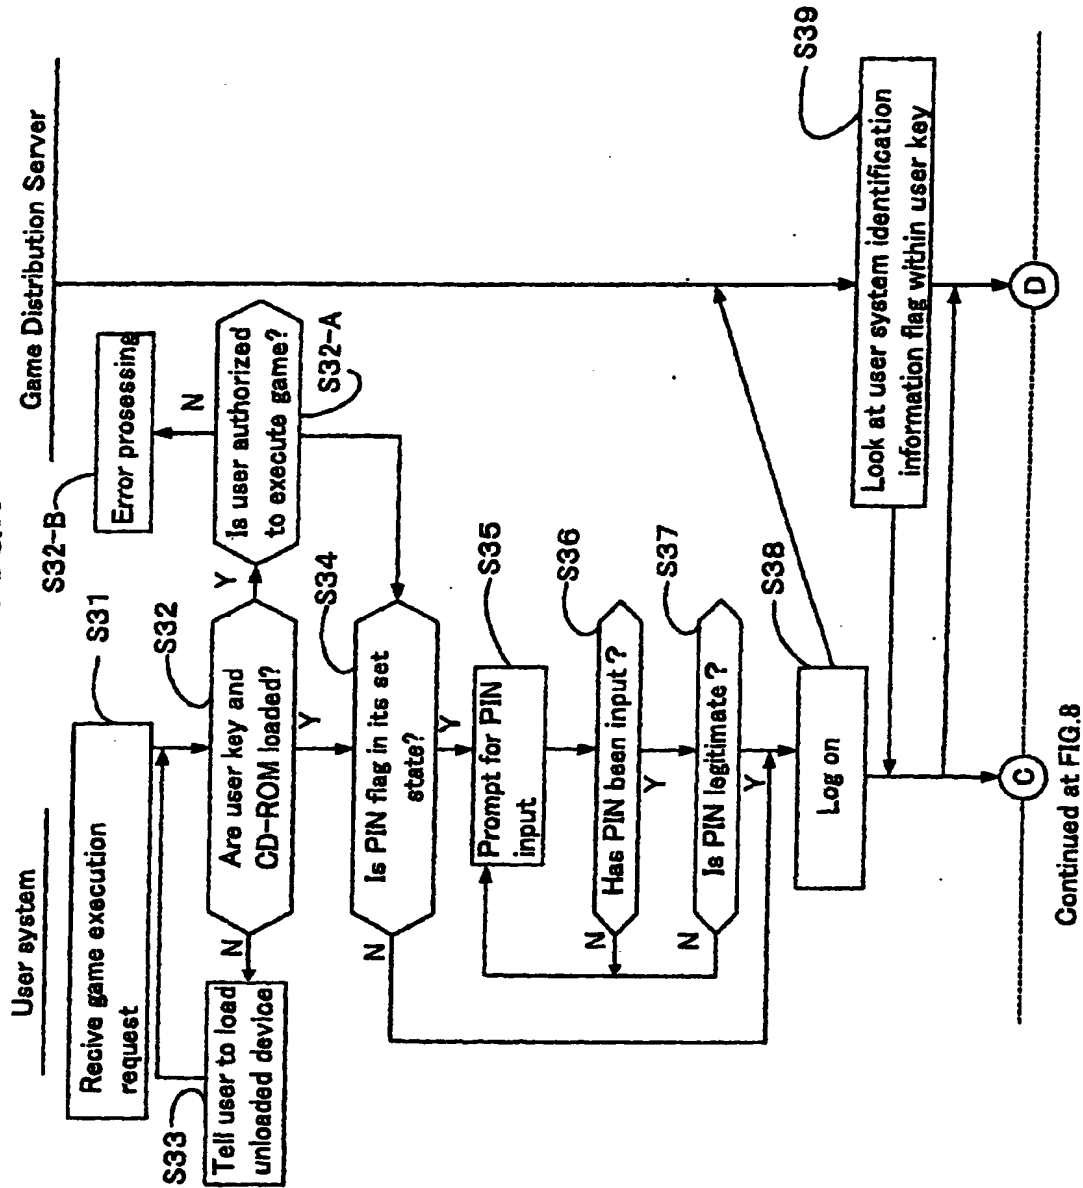 User system
Game Distribution Server
S31
Recive game execution
request
S32
Are user key and
CD-ROM loaded?
N
Y
Y
S33
Tell user to load
unloaded device
S32-A
Is user authorized
to execute game?
N
S32-B
Error prosessing
S34
Is PIN flag in its set
state?
N
Y
S35
Prompt for PIN
input
S36
Has PIN been input?
N
Y
S37
Is PIN legitimate?
N
Y
S38
Log on
S39
Look at user system identification
information flag within user key
C
D
Continued at FIG.8